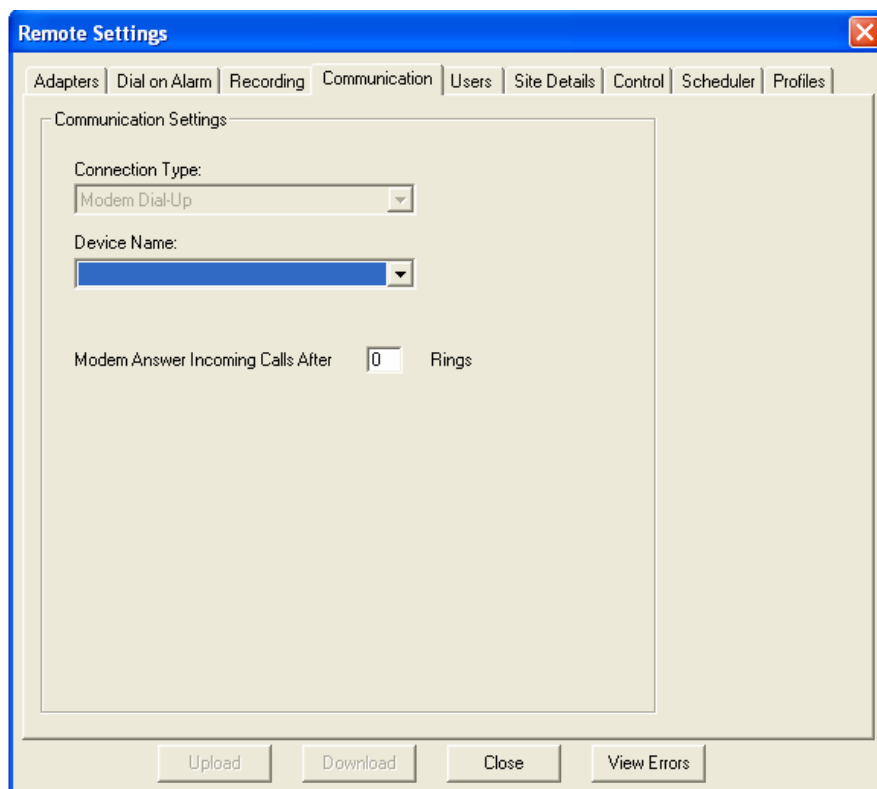 Remote Settings
Adapters Dial on Alarm Recording Communication Users Site Details Control Scheduler Profiles
Communication Settings
Connection Type:
Modem Dial-Up
Device Name:
Modem Answer Incoming Calls After 0 Rings
Upload Download Close View Errors